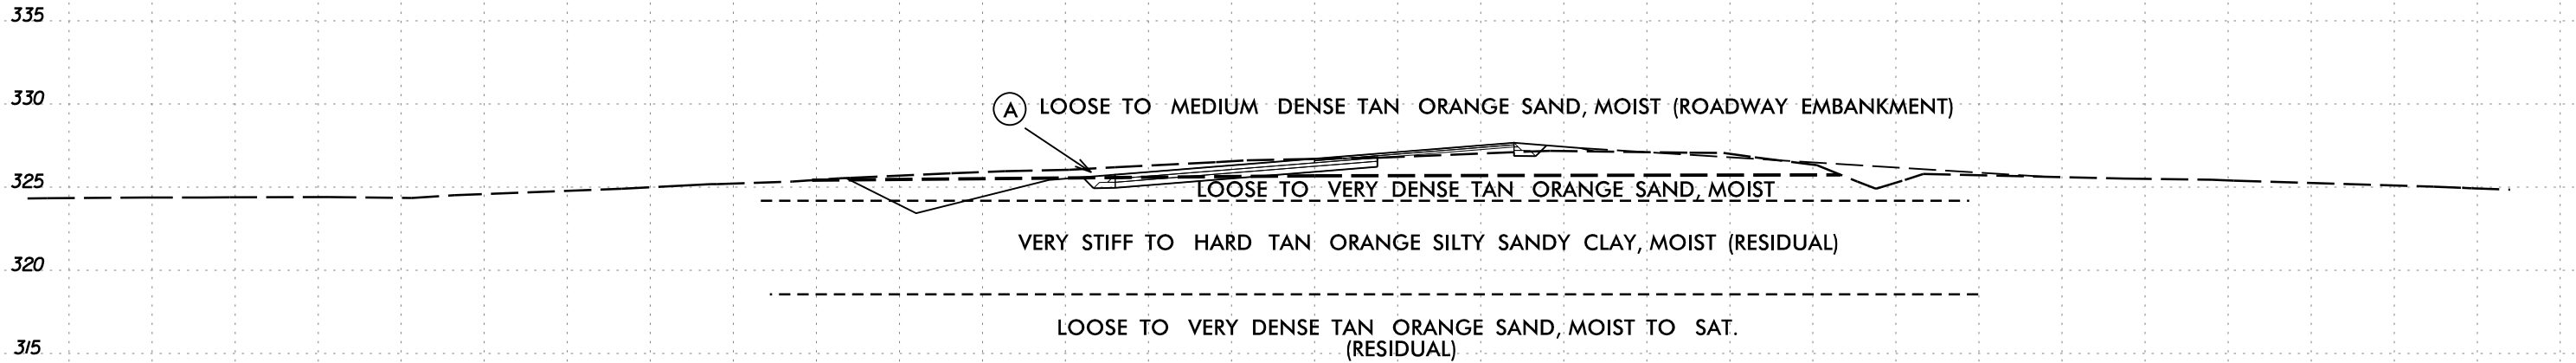 335
330
Ⓐ LOOSE TO MEDIUM DENSE TAN ORANGE SAND, MOIST (ROADWAY EMBANKMENT)
325
LOOSE TO VERY DENSE TAN ORANGE SAND, MOIST
VERY STIFF TO HARD TAN ORANGE SILTY SANDY CLAY, MOIST (RESIDUAL)
320
LOOSE TO VERY DENSE TAN ORANGE SAND, MOIST TO SAT.
(RESIDUAL)
315